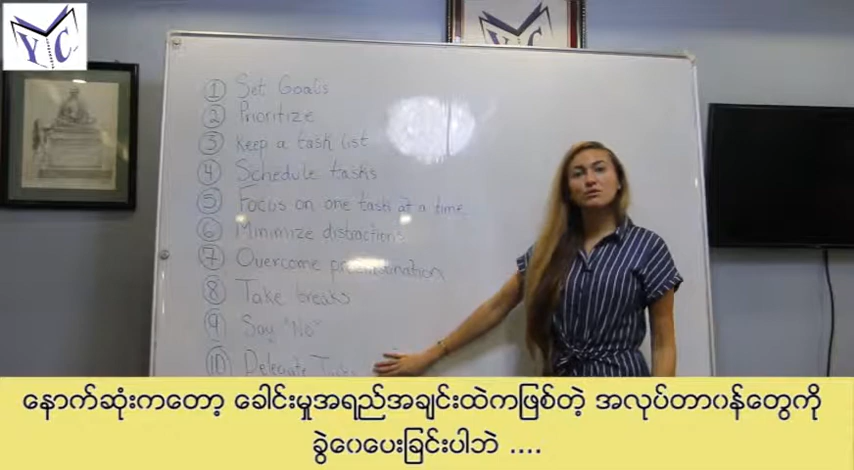 YC
① Set Goals
② Prioritize
③ Keep a task list
④ Schedule tasks
⑤ Focus on one task at a time
⑥ Minimize distractions
⑦ Overcome procrastination
⑧ Take breaks
⑨ Say "No"
⑩ Delegate Tasks
နောက်ဆုံးကတော့ ခေါင်းမှုအရည်အချင်းထဲကဖြစ်တဲ့ အလုပ်တာ၀န်တွေကို
ခွဲ‌ဝေပေးခြင်းပါဘဲ ....